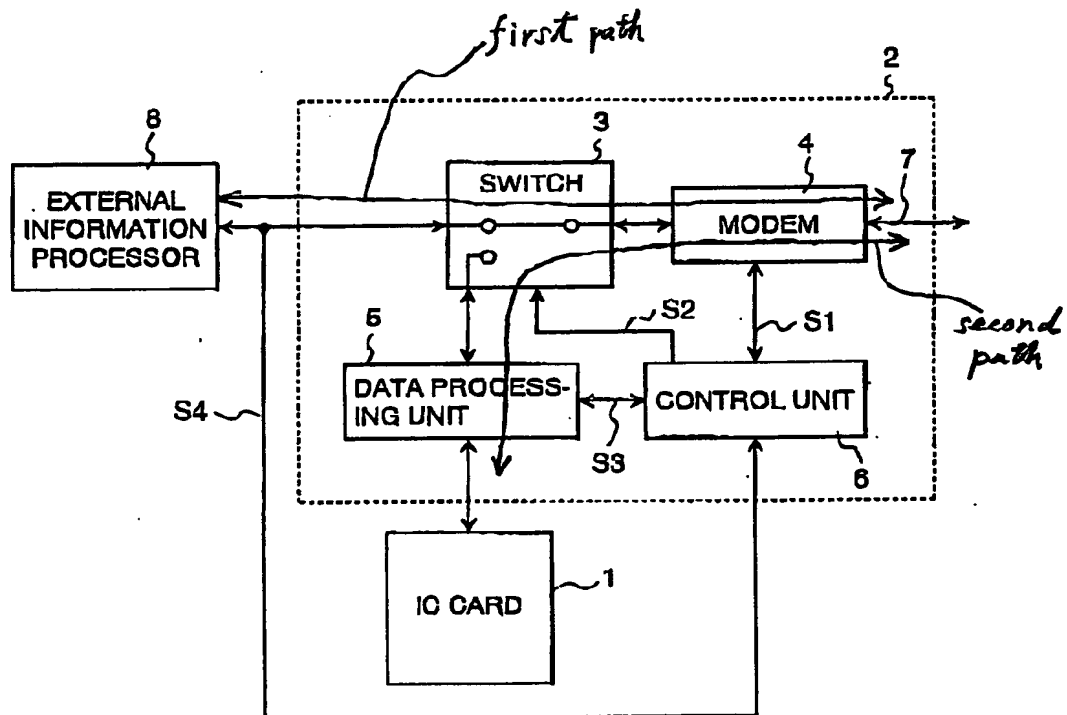 first path
2
8
3
4
7
EXTERNAL
INFORMATION
PROCESSOR
SWITCH
MODEM
S2
S1
second
path
5
DATA PROCESS-
ING UNIT
CONTROL UNIT
S4
S3
6
IC CARD
1